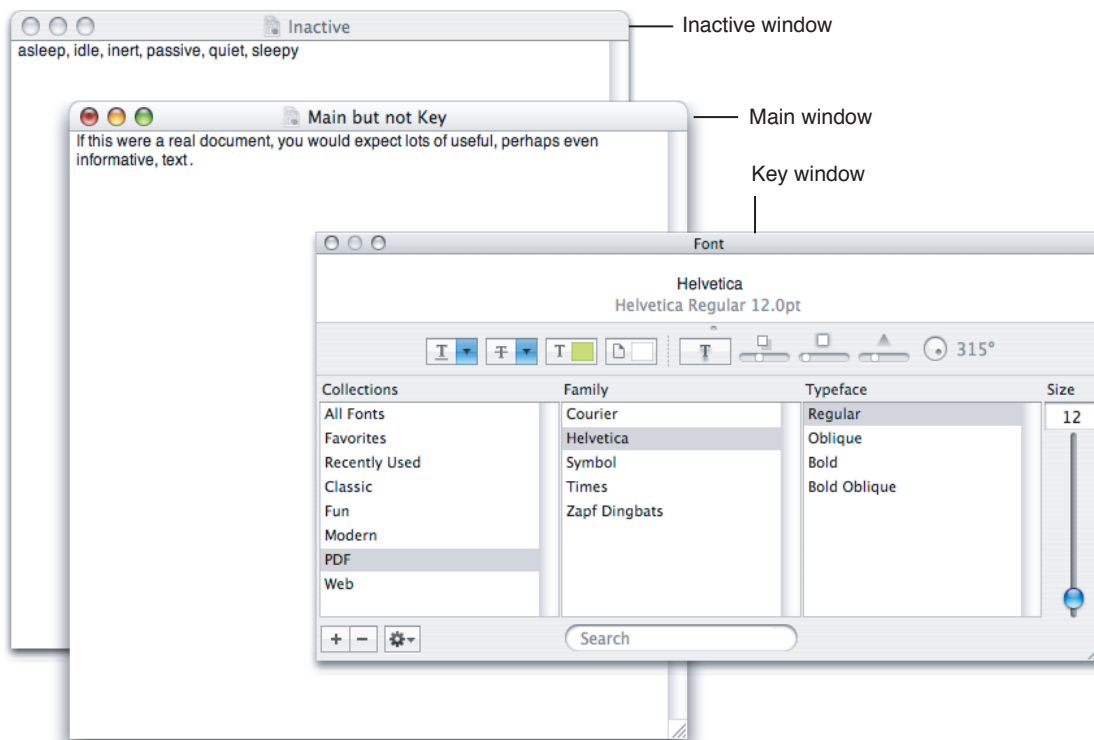 Inactive
Inactive window
asleep, idle, inert, passive, quiet, sleepy
Main but not Key
Main window
If this were a real document, you would expect lots of useful, perhaps even
informative, text.
Key window
Font
Helvetica
Helvetica Regular 12.0pt
T T T T 315°
Collections Family Typeface Size
All Fonts Courier Regular 12
Favorites Helvetica Oblique
Recently Used Symbol Bold
Classic Times Bold Oblique
Fun Zapf Dingbats
Modern
PDF
Web
+ − Search